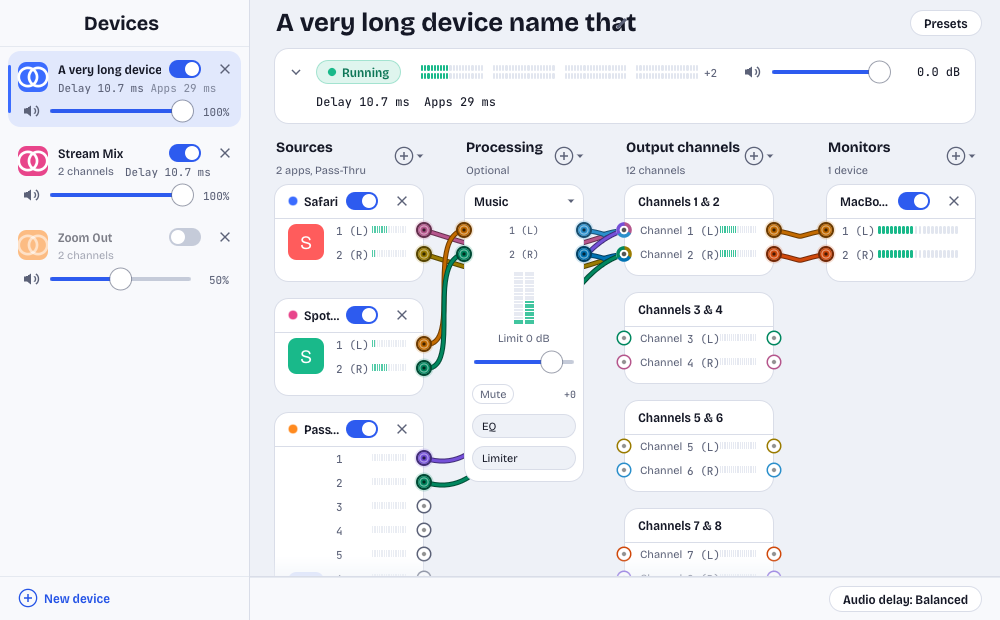 Devices
A very long device
Delay 10.7 ms Apps 29 ms
100%
Stream Mix
2 channels Delay 10.7 ms
100%
Zoom Out
2 channels
50%
New device
A very long device name that
Presets
Running
+2
0.0 dB
Delay 10.7 ms Apps 29 ms
Sources
2 apps, Pass-Thru
Safari
S
1 (L)
2 (R)
Spot...
S
1 (L)
2 (R)
Pass...
1
2
3
4
5
Processing
Optional
Music
1 (L)
2 (R)
Limit 0 dB
Mute +0
EQ
Limiter
Output channels
12 channels
Channels 1 & 2
Channel 1 (L)
Channel 2 (R)
Channels 3 & 4
Channel 3 (L)
Channel 4 (R)
Channels 5 & 6
Channel 5 (L)
Channel 6 (R)
Channels 7 & 8
Channel 7 (L)
Monitors
1 device
MacBo...
1 (L)
2 (R)
Audio delay: Balanced